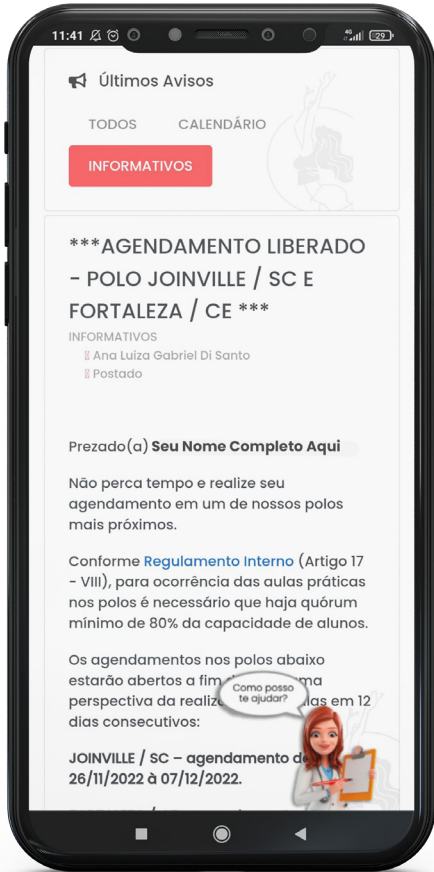 11:41
4G
29
Últimos Avisos
TODOS CALENDÁRIO
INFORMATIVOS
***AGENDAMENTO LIBERADO
- POLO JOINVILLE / SC E
FORTALEZA / CE ***
INFORMATIVOS
Ana Luiza Gabriel Di Santo
Postado
Prezado(a) Seu Nome Completo Aqui
Não perca tempo e realize seu
agendamento em um de nossos polos
mais próximos.
Conforme Regulamento Interno (Artigo 17
- VIII), para ocorrência das aulas práticas
nos polos é necessário que haja quórum
mínimo de 80% da capacidade de alunos.
Os agendamentos nos polos abaixo
estarão abertos a fim
perspectiva da em 12
dias consecutivos:
Como posso
te ajudar?
JOINVILLE / SC – agendamento
26/11/2022 à 07/12/2022.